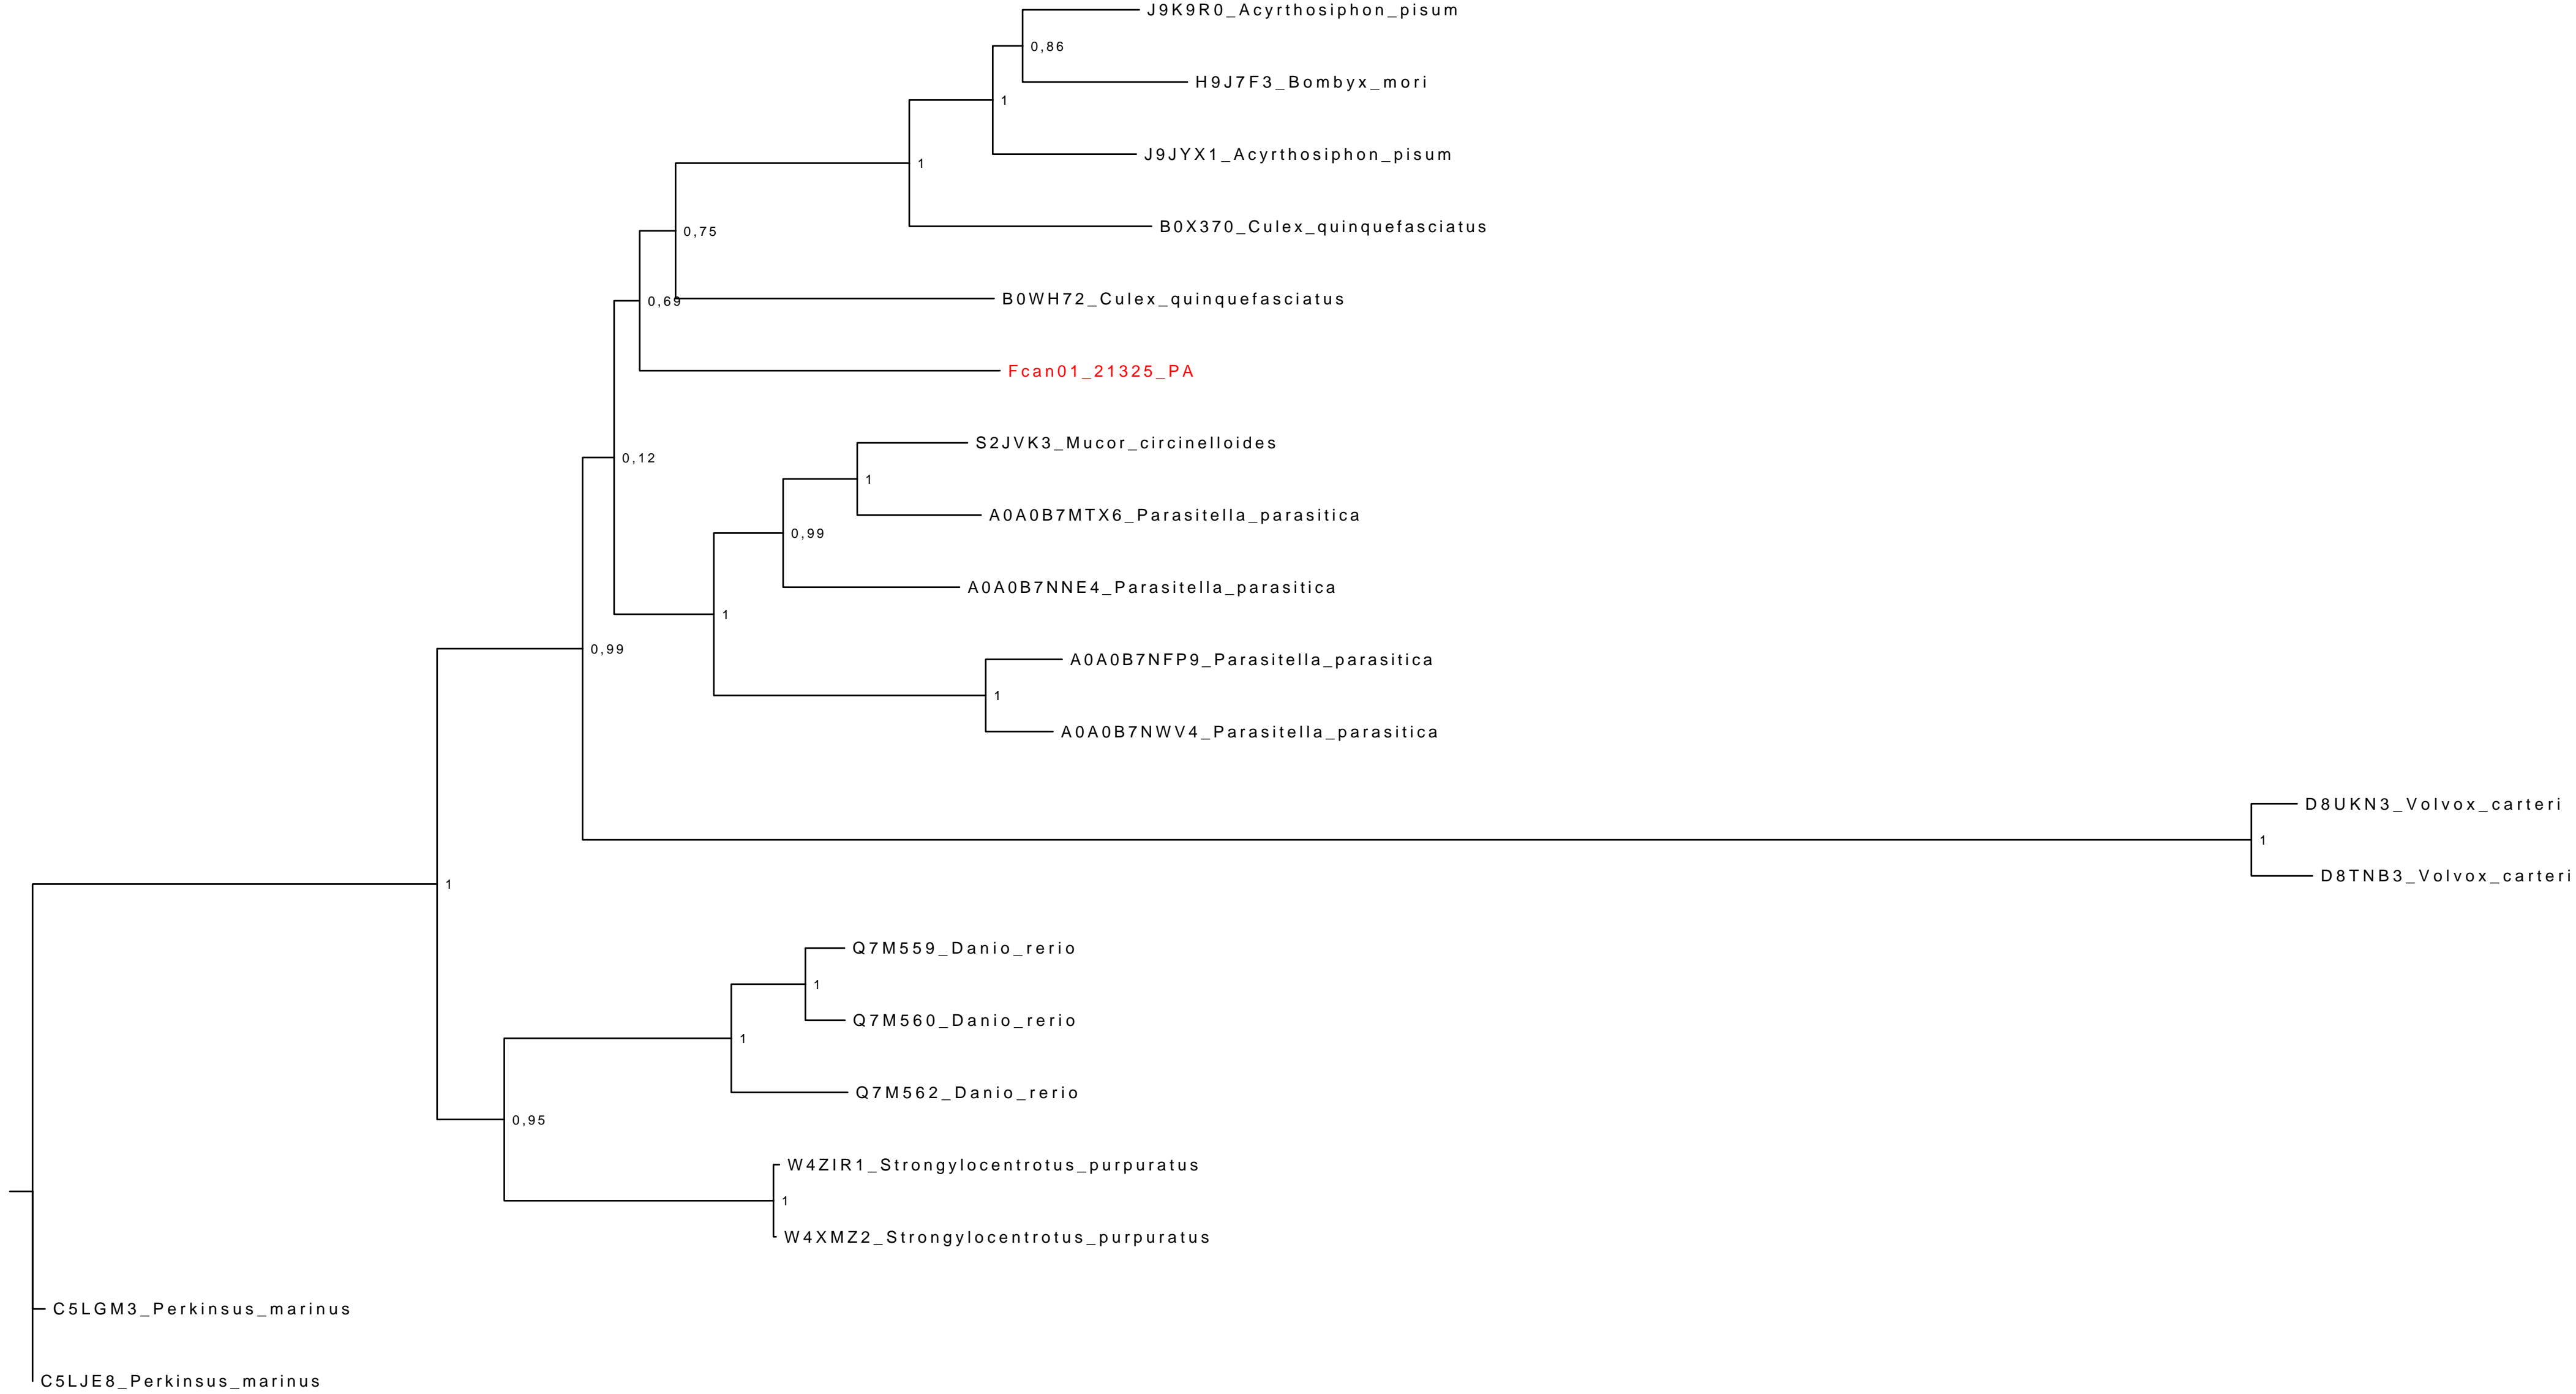 J9K9R0_Acyrthosiphon_pisum
0,86
H9J7F3_Bombyx_mori
1
J9JYX1_Acyrthosiphon_pisum
1
B0X370_Culex_quinquefasciatus
0,75
B0WH72_Culex_quinquefasciatus
0,69
Fcan01_21325_PA
S2JVK3_Mucor_circinelloides
0,12
1
A0A0B7MTX6_Parasitella_parasitica
0,99
A0A0B7NNE4_Parasitella_parasitica
1
0,99
A0A0B7NFP9_Parasitella_parasitica
1
A0A0B7NWV4_Parasitella_parasitica
D8UKN3_Volvox_carteri
1
D8TNB3_Volvox_carteri
1
Q7M559_Danio_rerio
1
Q7M560_Danio_rerio
1
Q7M562_Danio_rerio
0,95
W4ZIR1_Strongylocentrotus_purpuratus
1
W4XMZ2_Strongylocentrotus_purpuratus
C5LGM3_Perkinsus_marinus
C5LJE8_Perkinsus_marinus